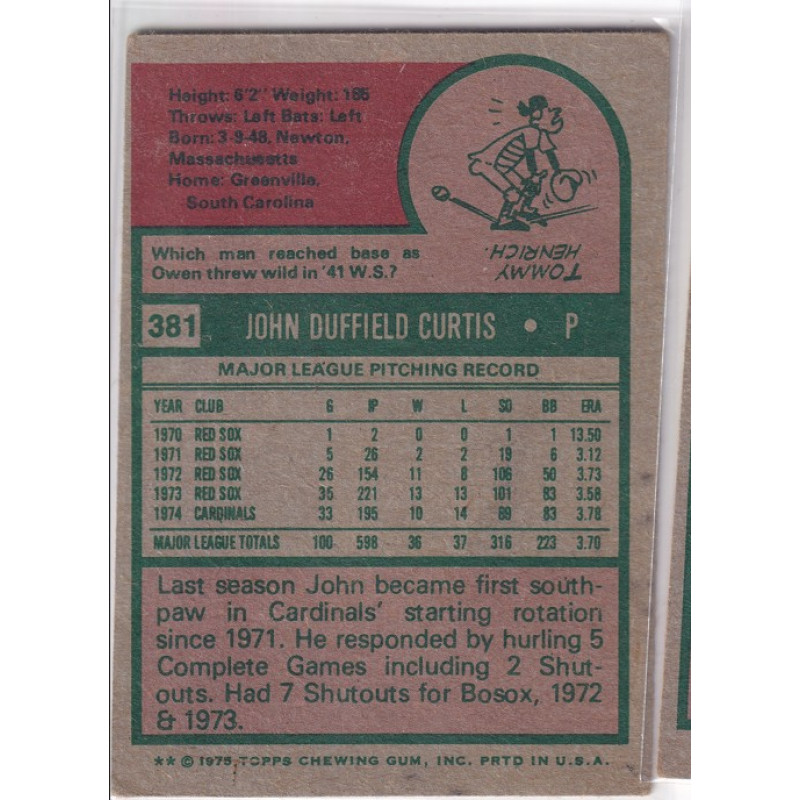 Height: 6'2" Weight: 185
Throws: Left Bats: Left
Born: 3-9-48, Newton,
Massachusetts
Home: Greenville,
South Carolina
Which man reached base as
Owen threw wild in '41 W.S.?
TOMMY
HENRICH.
381 JOHN DUFFIELD CURTIS • P
MAJOR LEAGUE PITCHING RECORD
YEAR CLUB G IP W L SO BB ERA
1970 RED SOX 1 2 0 0 1 1 13.50
1971 RED SOX 5 26 2 2 19 6 3.12
1972 RED SOX 26 154 11 8 106 50 3.73
1973 RED SOX 35 221 13 13 101 83 3.58
1974 CARDINALS 33 195 10 14 89 83 3.78
MAJOR LEAGUE TOTALS 100 598 36 37 316 223 3.70
Last season John became first south-
paw in Cardinals' starting rotation
since 1971. He responded by hurling 5
Complete Games including 2 Shut-
outs. Had 7 Shutouts for Bosox, 1972
& 1973.
** © 1975 TOPPS CHEWING GUM, INC. PRTD IN U.S.A.